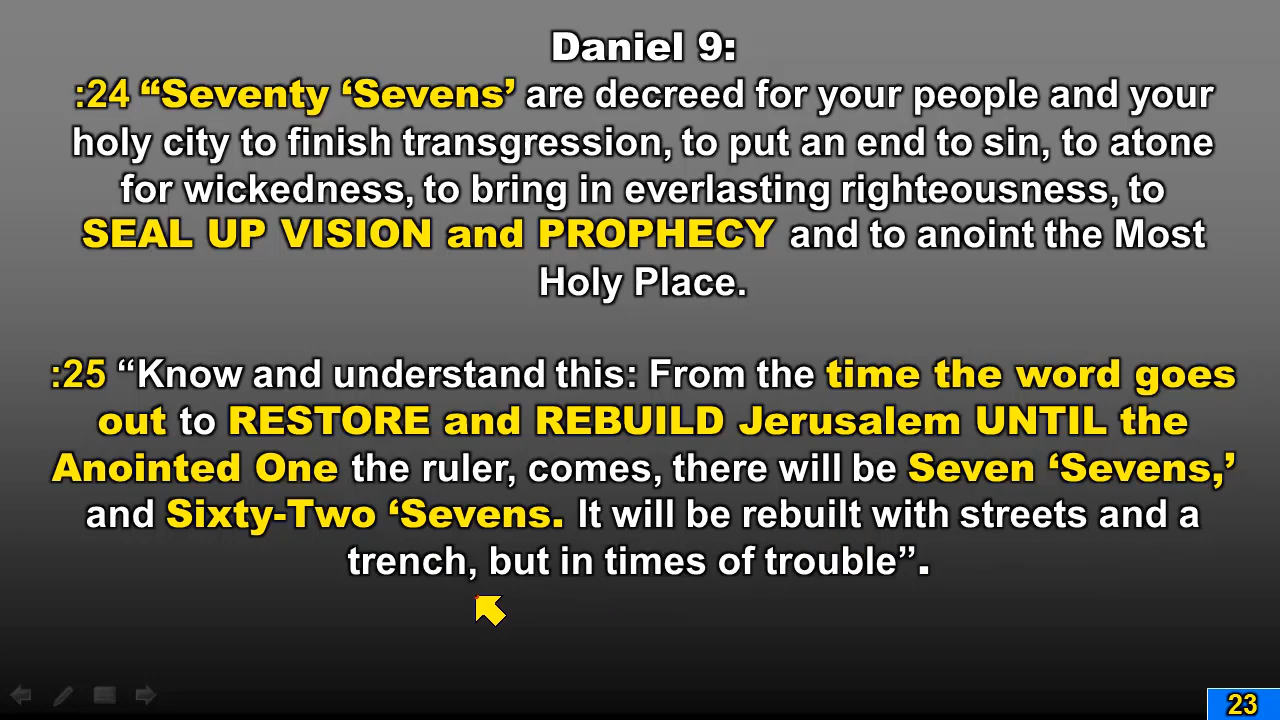 Daniel 9:
:24 “Seventy ‘Sevens’ are decreed for your people and your
holy city to finish transgression, to put an end to sin, to atone
for wickedness, to bring in everlasting righteousness, to
SEAL UP VISION and PROPHECY and to anoint the Most
Holy Place.
:25 “Know and understand this: From the time the word goes
out to RESTORE and REBUILD Jerusalem UNTIL the
Anointed One the ruler, comes, there will be Seven ‘Sevens,’
and Sixty-Two ‘Sevens. It will be rebuilt with streets and a
trench, but in times of trouble”.
23